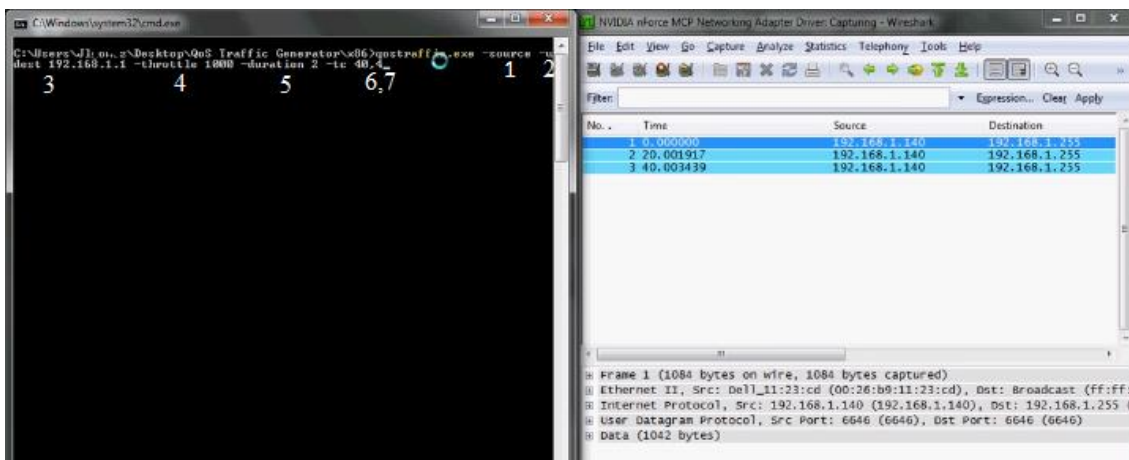 C:\Windows\system32\cmd.exe
Desktop\QoS Traffic Generator\x86>qostraffic.exe -source -u
dest 192.168.1.1 -throttle 1000 -duration 2 -tc 40,4_
1 2
3 4 5 6,7
NVIDIA nForce MCP Networking Adapter Driver: Capturing - Wireshark
File Edit View Go Capture Analyze Statistics Telephony Tools Help
Filter: Expression... Clear Apply
No. . Time Source Destination
1 0.000000 192.168.1.140 192.168.1.255
2 20.001917 192.168.1.140 192.168.1.255
3 40.003439 192.168.1.140 192.168.1.255
Frame 1 (1084 bytes on wire, 1084 bytes captured)
Ethernet II, Src: Dell_11:23:cd (00:26:b9:11:23:cd), Dst: Broadcast (ff:ff:
Internet Protocol, Src: 192.168.1.140 (192.168.1.140), Dst: 192.168.1.255 (
User Datagram Protocol, Src Port: 6646 (6646), Dst Port: 6646 (6646)
Data (1042 bytes)